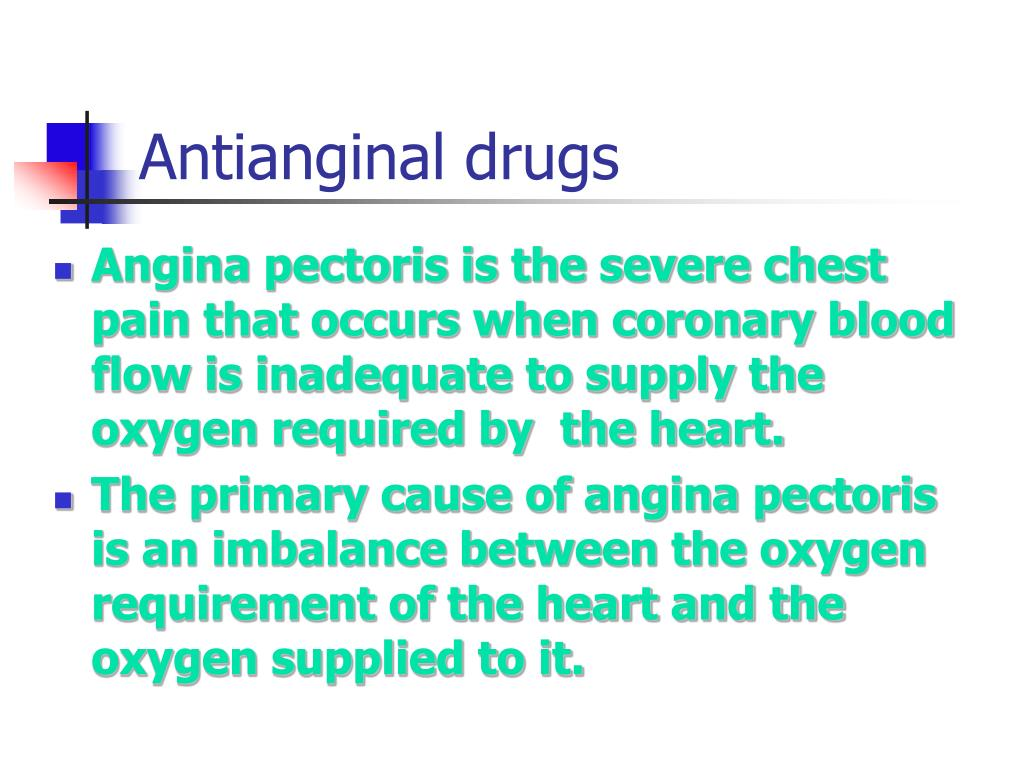 Antianginal drugs
Angina pectoris is the severe chest
pain that occurs when coronary blood
flow is inadequate to supply the
oxygen required by  the heart.
The primary cause of angina pectoris
is an imbalance between the oxygen
requirement of the heart and the
oxygen supplied to it.